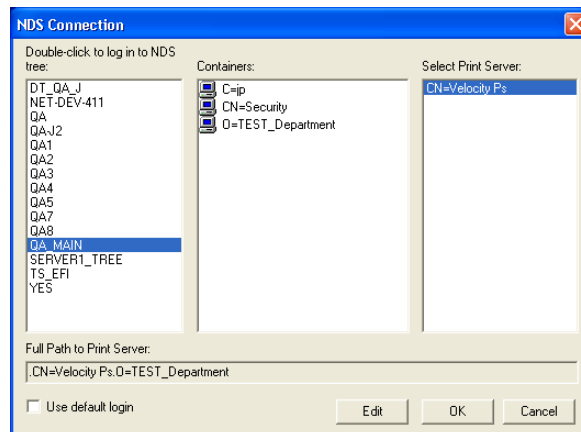 NDS Connection
Double-click to log in to NDS
tree:
Containers:
Select Print Server:
DT_QA_J
NET-DEV-411
QA
QA-J2
QA1
QA2
QA3
QA4
QA5
QA7
QA8
QA_MAIN
SERVER1_TREE
TS_EFI
YES
C=jp
CN=Security
O=TEST_Department
CN=Velocity Ps
Full Path to Print Server:
.CN=Velocity Ps.O=TEST_Department
Use default login
Edit
OK
Cancel